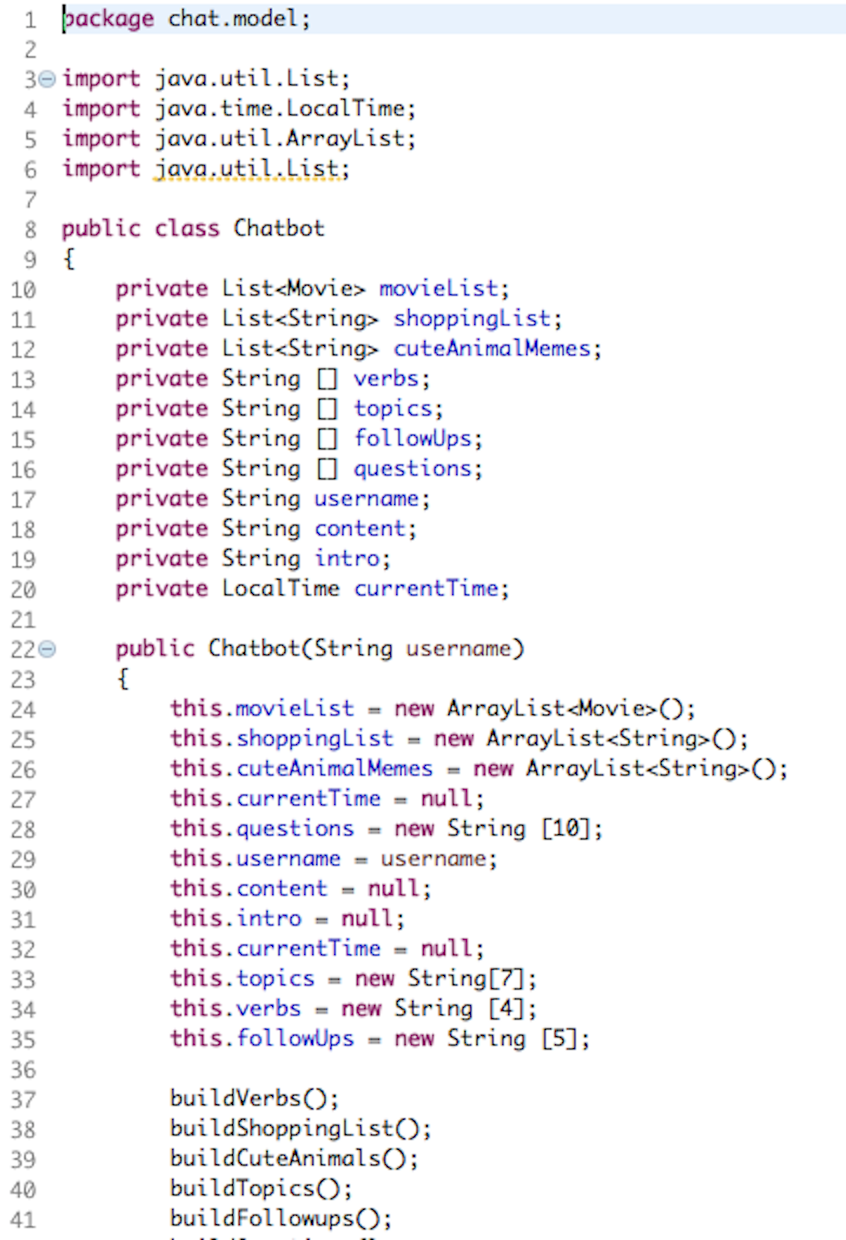 1 package chat.model;
2
3 import java.util.List;
4 import java.time.LocalTime;
5 import java.util.ArrayList;
6 import java.util.List;
7
8 public class Chatbot
9 {
10 private List<Movie> movieList;
11 private List<String> shoppingList;
12 private List<String> cuteAnimalMemes;
13 private String [] verbs;
14 private String [] topics;
15 private String [] followUps;
16 private String [] questions;
17 private String username;
18 private String content;
19 private String intro;
20 private LocalTime currentTime;
21
22 public Chatbot(String username)
23 {
24 this.movieList = new ArrayList<Movie>();
25 this.shoppingList = new ArrayList<String>();
26 this.cuteAnimalMemes = new ArrayList<String>();
27 this.currentTime = null;
28 this.questions = new String [10];
29 this.username = username;
30 this.content = null;
31 this.intro = null;
32 this.currentTime = null;
33 this.topics = new String[7];
34 this.verbs = new String [4];
35 this.followUps = new String [5];
36
37 buildVerbs();
38 buildShoppingList();
39 buildCuteAnimals();
40 buildTopics();
41 buildFollowups();